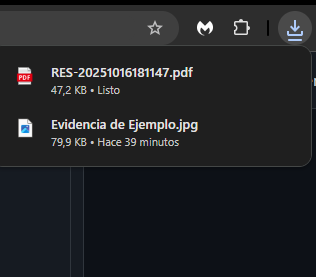 RES-20251016181147.pdf
47,2 KB • Listo
Evidencia de Ejemplo.jpg
79,9 KB • Hace 39 minutos